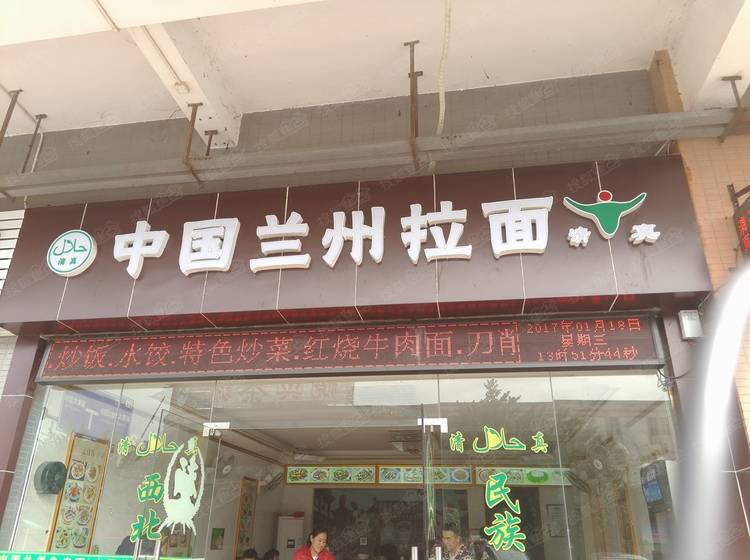 حلال
清真
中国兰州拉面
清真
.炒饭.水饺.特色炒菜.红烧牛肉面.刀削
2017年01月18日
星期三
13时51分44秒
清 حلال 真
西北
清 حلال 真
民族